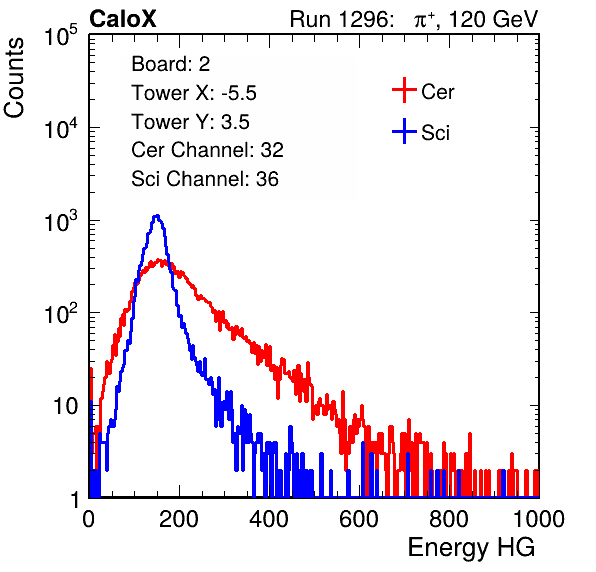 CaloX Run 1296: π⁺, 120 GeV
Board: 2
Tower X: -5.5
Tower Y: 3.5
Cer Channel: 32
Sci Channel: 36
Cer
Sci
Counts
10⁵
10⁴
10³
10²
10
1
0 200 400 600 800 1000
Energy HG